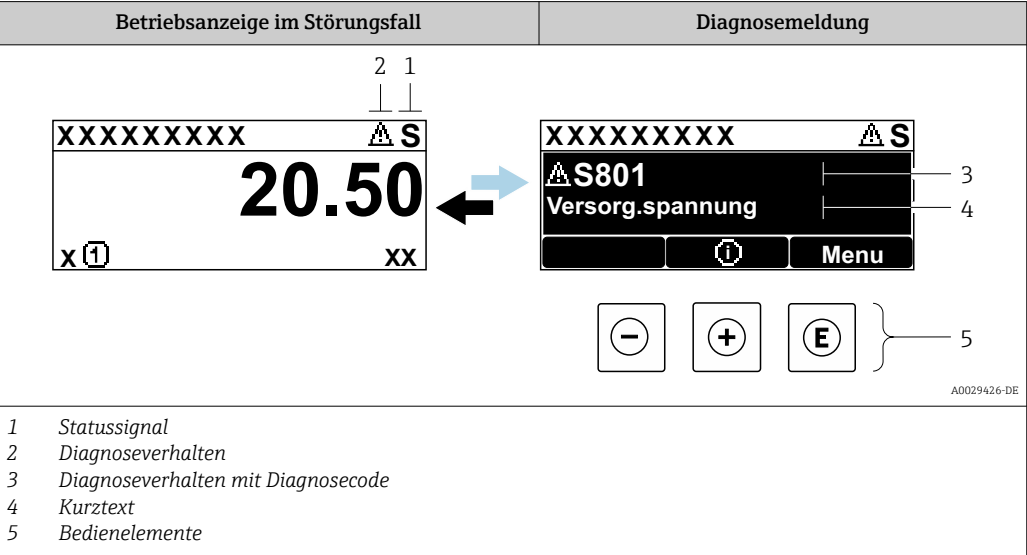 Betriebsanzeige im Störungsfall
Diagnosemeldung
2 1
XXXXXXXXX ⚠ S
20.50
x 1 xx
XXXXXXXXX ⚠ S
⚠S801
Versorg.spannung
i Menu
3
4
− + E
5
A0029426-DE
1 Statussignal
2 Diagnoseverhalten
3 Diagnoseverhalten mit Diagnosecode
4 Kurztext
5 Bedienelemente